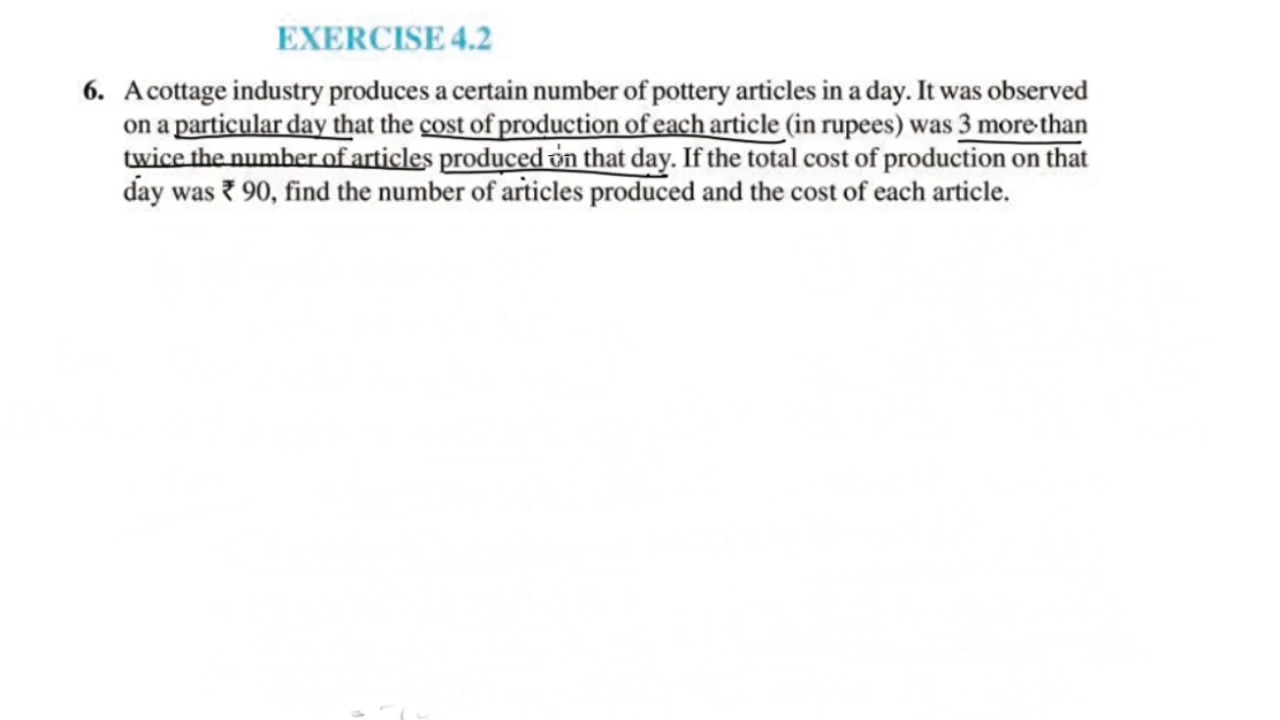 EXERCISE 4.2
6. A cottage industry produces a certain number of pottery articles in a day. It was observed
on a particular day that the cost of production of each article (in rupees) was 3 more than
twice the number of articles produced on that day. If the total cost of production on that
day was ₹ 90, find the number of articles produced and the cost of each article.